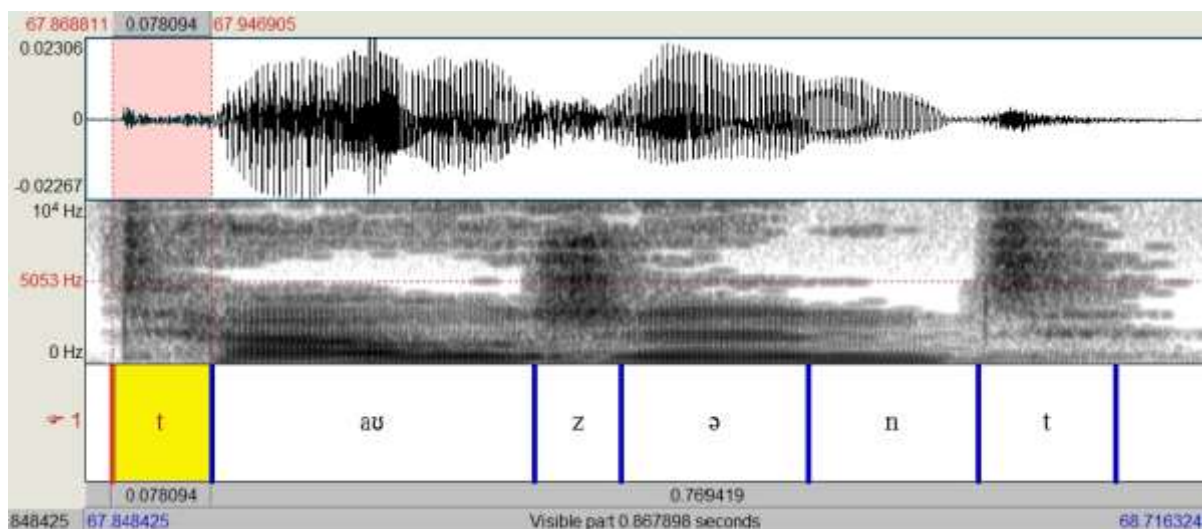 67.868811 0.078094 67.946905
0.02306
0
-0.02267
10⁴ Hz
5053 Hz
0 Hz
☞ 1 t aʊ z ə n t
0.078094 0.769419
848425 67.848425 Visible part 0.867898 seconds 68.716324